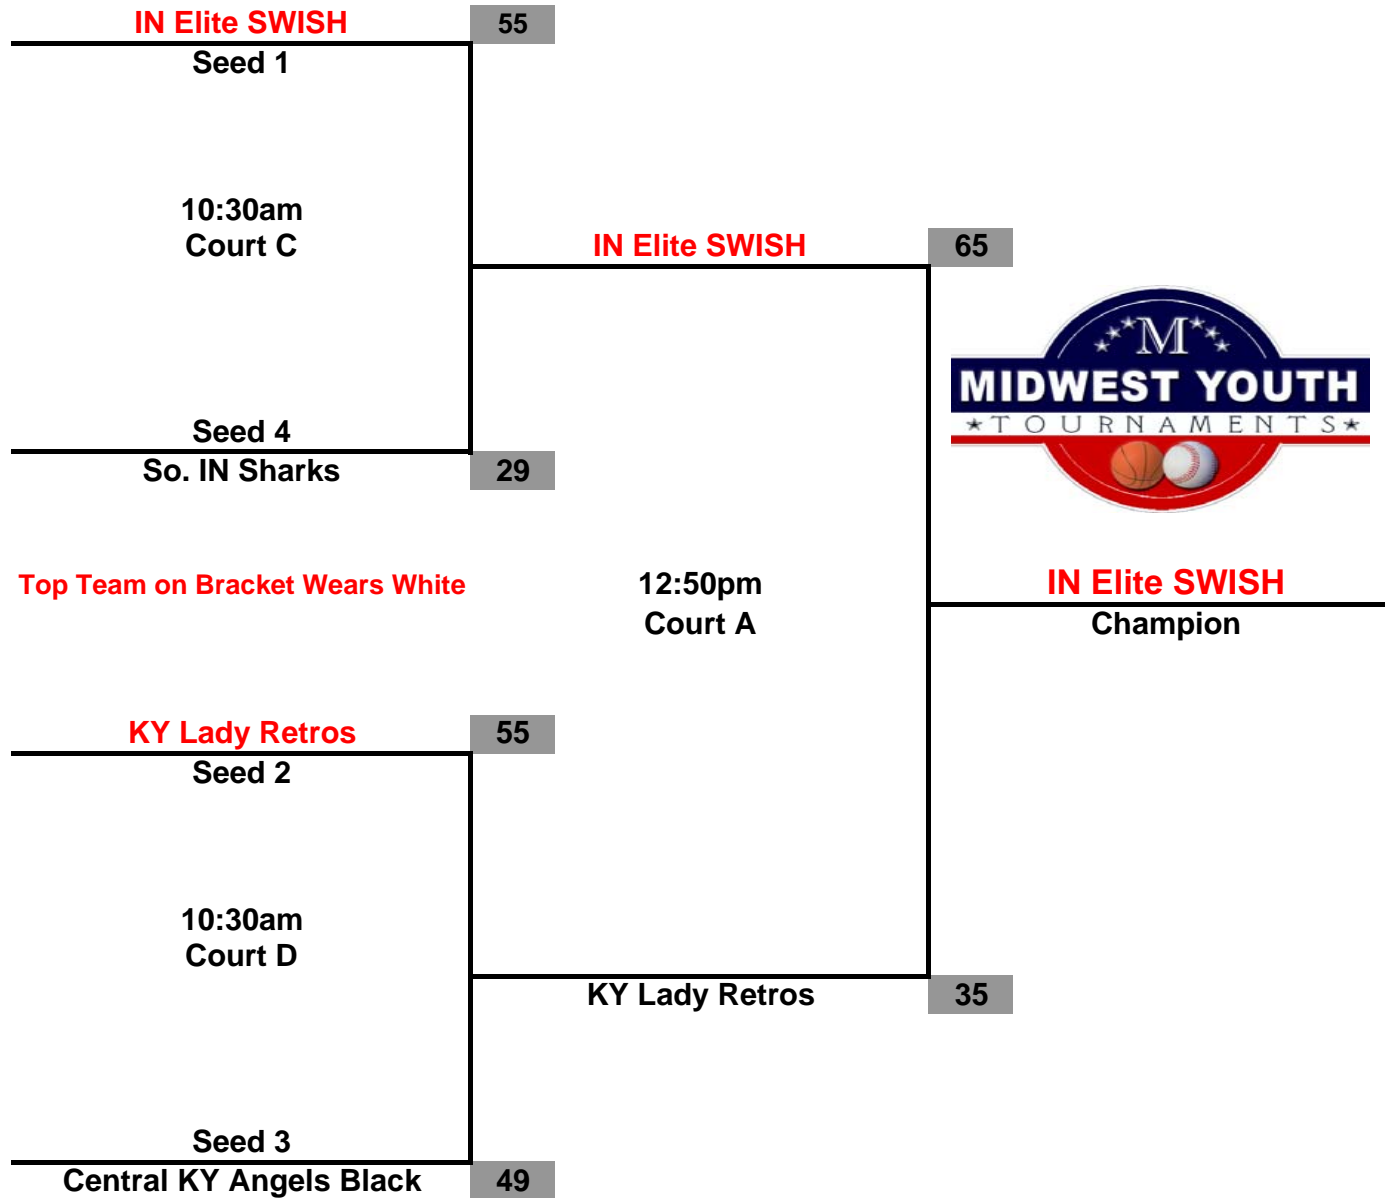 IN Elite SWISH 55
Seed 1
10:30am
Court C
IN Elite SWISH 65
M
MIDWEST YOUTH
TOURNAMENTS
Seed 4
So. IN Sharks 29
Top Team on Bracket Wears White
12:50pm
Court A
IN Elite SWISH
Champion
KY Lady Retros 55
Seed 2
10:30am
Court D
KY Lady Retros 35
Seed 3
Central KY Angels Black 49